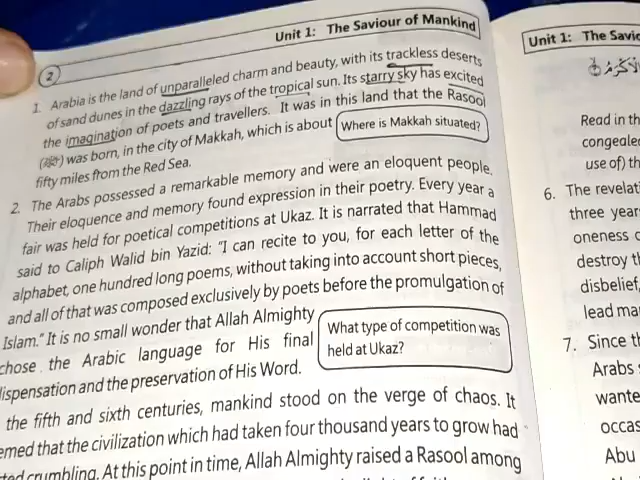 Unit 1: The Saviour of Mankind
2
1. Arabia is the land of unparalleled charm and beauty, with its trackless deserts
of sand dunes in the dazzling rays of the tropical sun. Its starry sky has excited
the imagination of poets and travellers. It was in this land that the Rasool
(ﷺ) was born, in the city of Makkah, which is about
fifty miles from the Red Sea.
Where is Makkah situated?
2. The Arabs possessed a remarkable memory and were an eloquent people.
Their eloquence and memory found expression in their poetry. Every year a
fair was held for poetical competitions at Ukaz. It is narrated that Hammad
said to Caliph Walid bin Yazid: "I can recite to you, for each letter of the
alphabet, one hundred long poems, without taking into account short pieces,
and all of that was composed exclusively by poets before the promulgation of
Islam." It is no small wonder that Allah Almighty
chose the Arabic language for His final
dispensation and the preservation of His Word.
What type of competition was
held at Ukaz?
the fifth and sixth centuries, mankind stood on the verge of chaos. It
emed that the civilization which had taken four thousand years to grow had
ted crumbling. At this point in time, Allah Almighty raised a Rasool among
Unit 1: The Savio
Read in th
congeale
use of) th
6. The revelat
three year
oneness o
destroy th
disbelief,
lead ma
7. Since th
Arabs
wante
occas
Abu